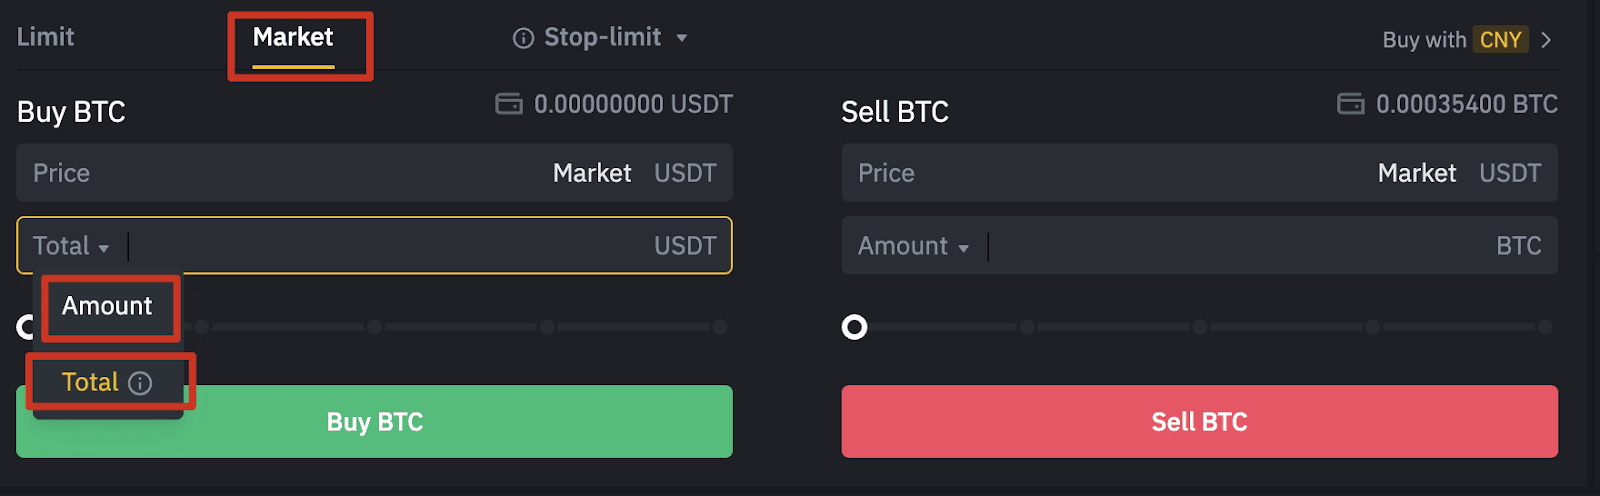 Limit Market Stop-limit Buy with CNY
Buy BTC 0.00000000 USDT
Price Market USDT
Total USDT
Amount
Total
Buy BTC
Sell BTC 0.00035400 BTC
Price Market USDT
Amount BTC
Sell BTC